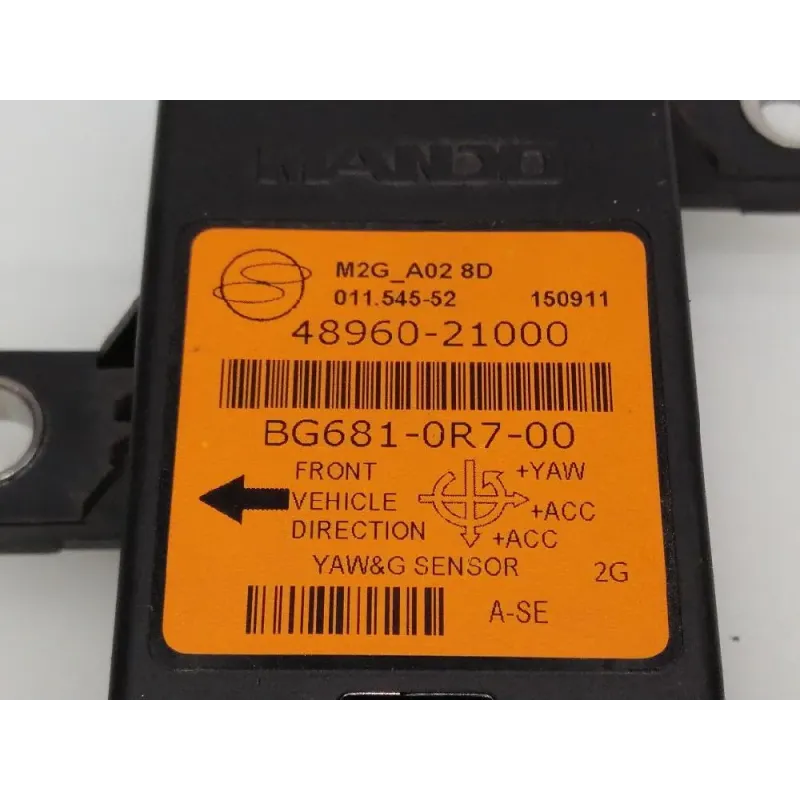 MANDO
M2G_A02 8D
011.545-52 150911
48960-21000
BG681-0R7-00
FRONT +YAW
VEHICLE +ACC
DIRECTION +ACC
YAW&G SENSOR 2G
A-SE